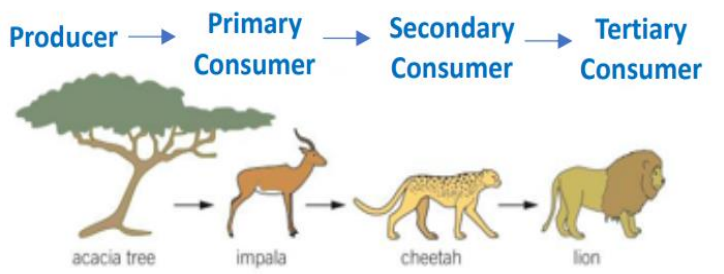 Producer
Primary
Consumer
Secondary
Consumer
Tertiary
Consumer
acacia tree
impala
cheetah
lion